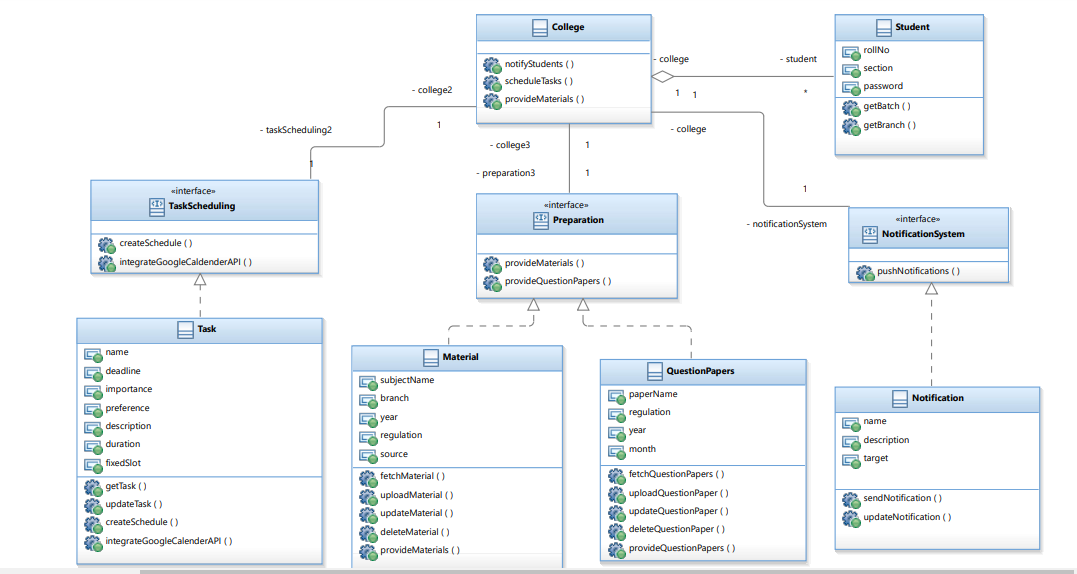 College
notifyStudents ( )
scheduleTasks ( )
provideMaterials ( )
Student
rollNo
section
password
getBatch ( )
getBranch ( )
- college
- student
1
1
*
- college
1
- notificationSystem
- college2
1
- taskScheduling2
1
- college3
1
- preparation3
1
«interface»
TaskScheduling
createSchedule ( )
integrateGoogleCaldenderAPI ( )
«interface»
Preparation
provideMaterials ( )
provideQuestionPapers ( )
«interface»
NotificationSystem
pushNotifications ( )
Task
name
deadline
importance
preference
description
duration
fixedSlot
getTask ( )
updateTask ( )
createSchedule ( )
integrateGoogleCalenderAPI ( )
Material
subjectName
branch
year
regulation
source
fetchMaterial ( )
uploadMaterial ( )
updateMaterial ( )
deleteMaterial ( )
provideMaterials ( )
QuestionPapers
paperName
regulation
year
month
fetchQuestionPapers ( )
uploadQuestionPaper ( )
updateQuestionPaper ( )
deleteQuestionPaper ( )
provideQuestionPapers ( )
Notification
name
description
target
sendNotification ( )
updateNotification ( )